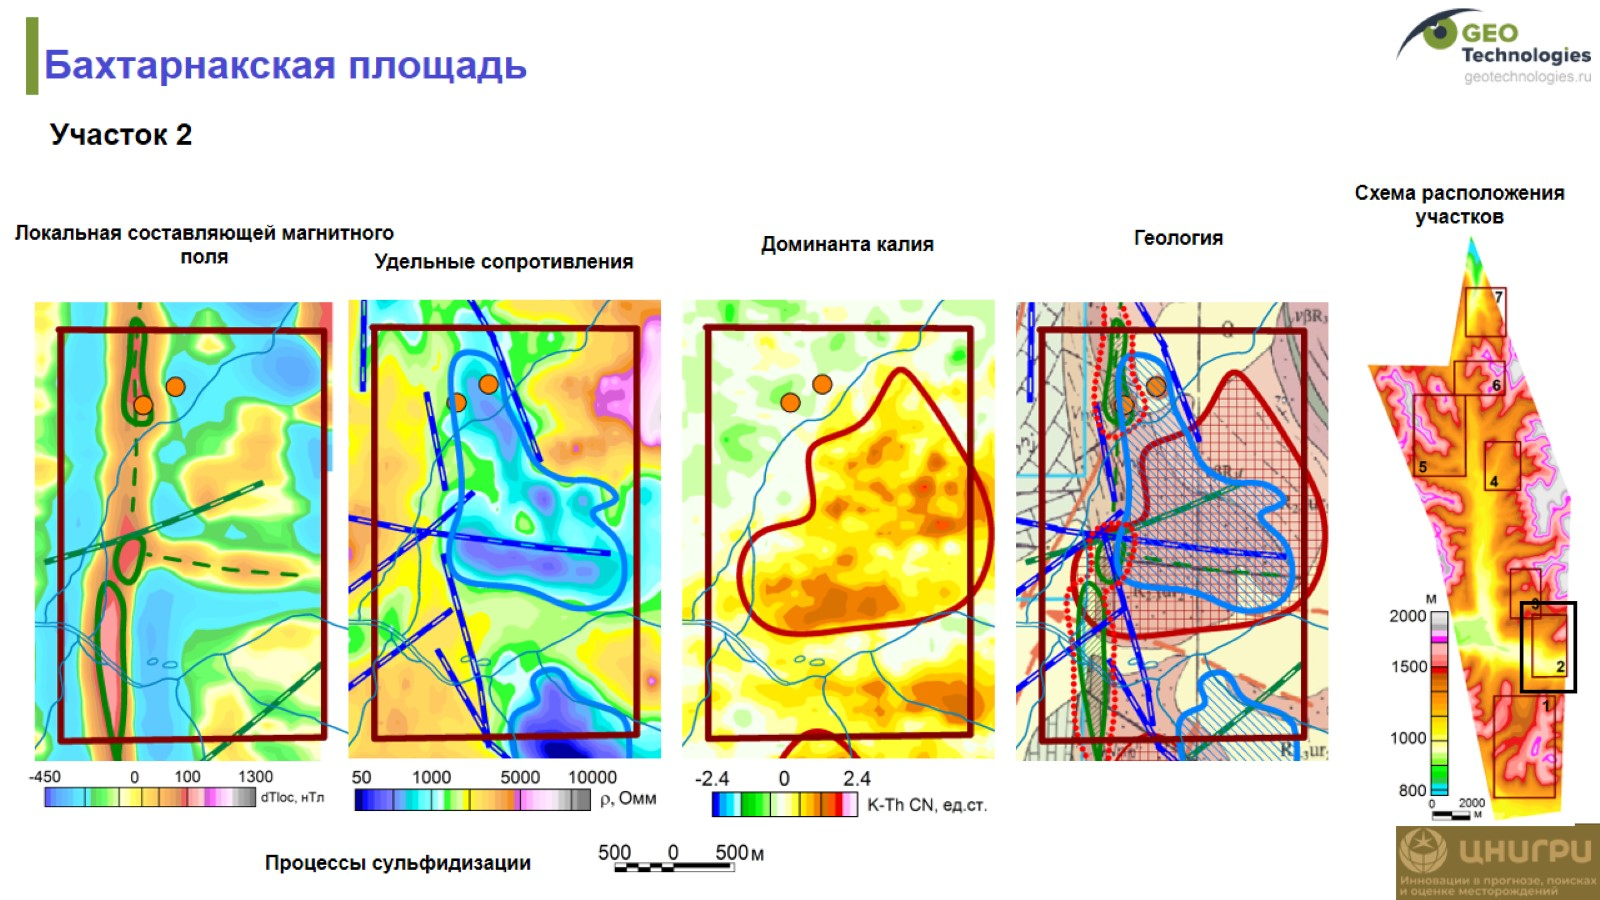 Бахтарнакская площадь
GEO
Technologies
geotechnologies.ru
Участок 2
Локальная составляющей магнитного
поля
Удельные сопротивления
Доминанта калия
Геология
Схема расположения
участков
νβR₃
Q
7
6
5
4
3
2
1
м
2000
1500
1000
800
0 2000
м
-450 0 100 1300
dTloc, нТл
50 1000 5000 10000
ρ, Омм
-2.4 0 2.4
K-Th CN, ед.ст.
Процессы сульфидизации
500 0 500 м
ЦНИГРИ
Инновации в прогнозе, поисках
и оценке месторождений